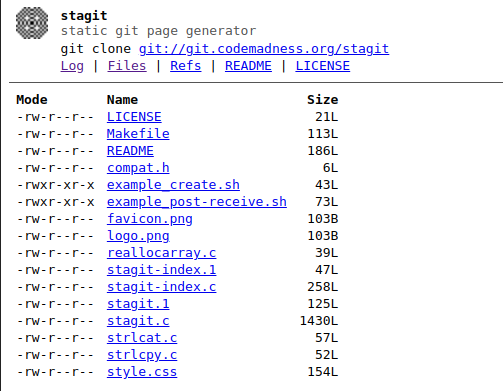 stagit
static git page generator
git clone git://git.codemadness.org/stagit
Log | Files | Refs | README | LICENSE
Mode Name Size
-rw-r--r-- LICENSE 21L
-rw-r--r-- Makefile 113L
-rw-r--r-- README 186L
-rw-r--r-- compat.h 6L
-rwxr-xr-x example_create.sh 43L
-rwxr-xr-x example_post-receive.sh 73L
-rw-r--r-- favicon.png 103B
-rw-r--r-- logo.png 103B
-rw-r--r-- reallocarray.c 39L
-rw-r--r-- stagit-index.1 47L
-rw-r--r-- stagit-index.c 258L
-rw-r--r-- stagit.1 125L
-rw-r--r-- stagit.c 1430L
-rw-r--r-- strlcat.c 57L
-rw-r--r-- strlcpy.c 52L
-rw-r--r-- style.css 154L